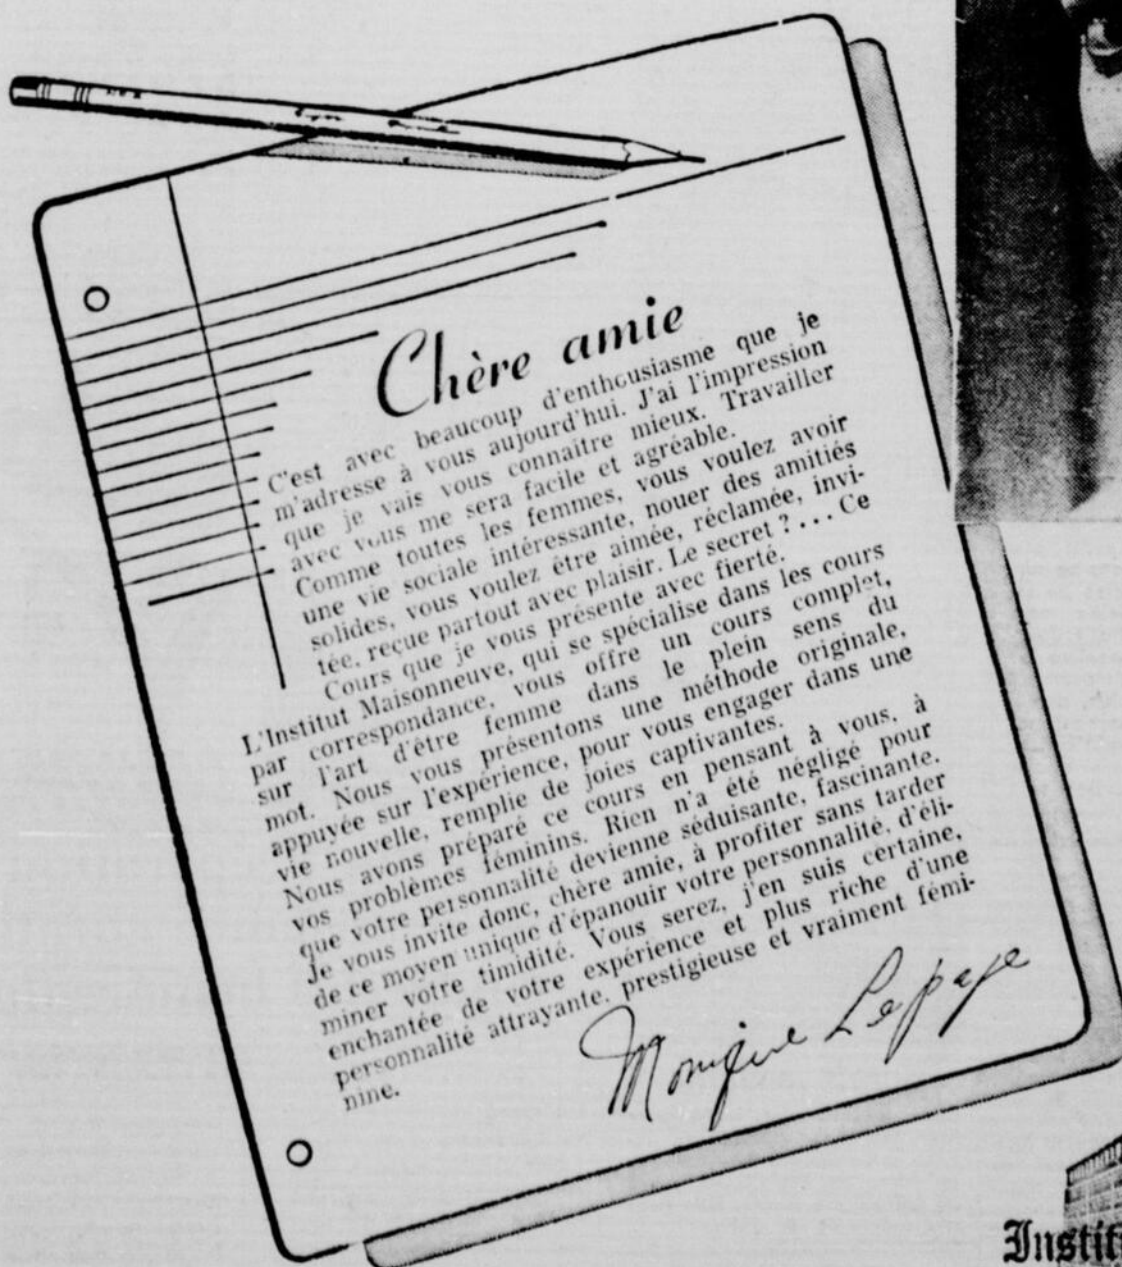 Chère amie
C'est avec beaucoup d'enthousiasme que je
m'adresse à vous aujourd'hui. J'ai l'impression
que je vais vous connaître mieux. Travailler
avec vous me sera facile et agréable.
Comme toutes les femmes, vous voulez avoir
une vie sociale intéressante, nouer des amitiés
solides, vous voulez être aimée, réclamée, invi-
tée, reçue partout avec plaisir. Le secret ? ... Ce
Cours que je vous présente avec fierté.
L'Institut Maisonneuve, qui se spécialise dans les cours
par correspondance, vous offre un cours complet,
sur l'art d'être femme dans le plein sens du
mot. Nous vous présentons une méthode originale,
appuyée sur l'expérience, pour vous engager dans une
vie nouvelle, remplie de joies captivantes.
Nous avons préparé ce cours en pensant à vous, à
vos problèmes féminins. Rien n'a été négligé pour
que votre personnalité devienne séduisante, fascinante.
Je vous invite donc, chère amie, à profiter sans tarder
de ce moyen unique d'épanouir votre personnalité, d'éli-
miner votre timidité. Vous serez, j'en suis certaine,
enchantée de votre expérience et plus riche d'une
personnalité attrayante, prestigieuse et vraiment fémi-
nine.
Monique Lepage